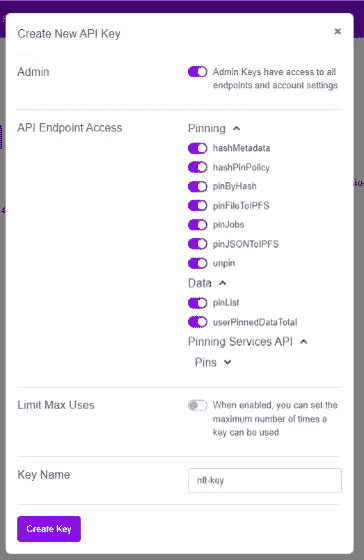 Create New API Key
×
Admin
Admin Keys have access to all
endpoints and account settings
API Endpoint Access
Pinning
hashMetadata
hashPinPolicy
pinByHash
pinFileToIPFS
pinJobs
pinJSONToIPFS
unpin
Data
pinList
userPinnedDataTotal
Pinning Services API
Pins
Limit Max Uses
When enabled, you can set the
maximum number of times a
key can be used
Key Name
nft-key
Create Key